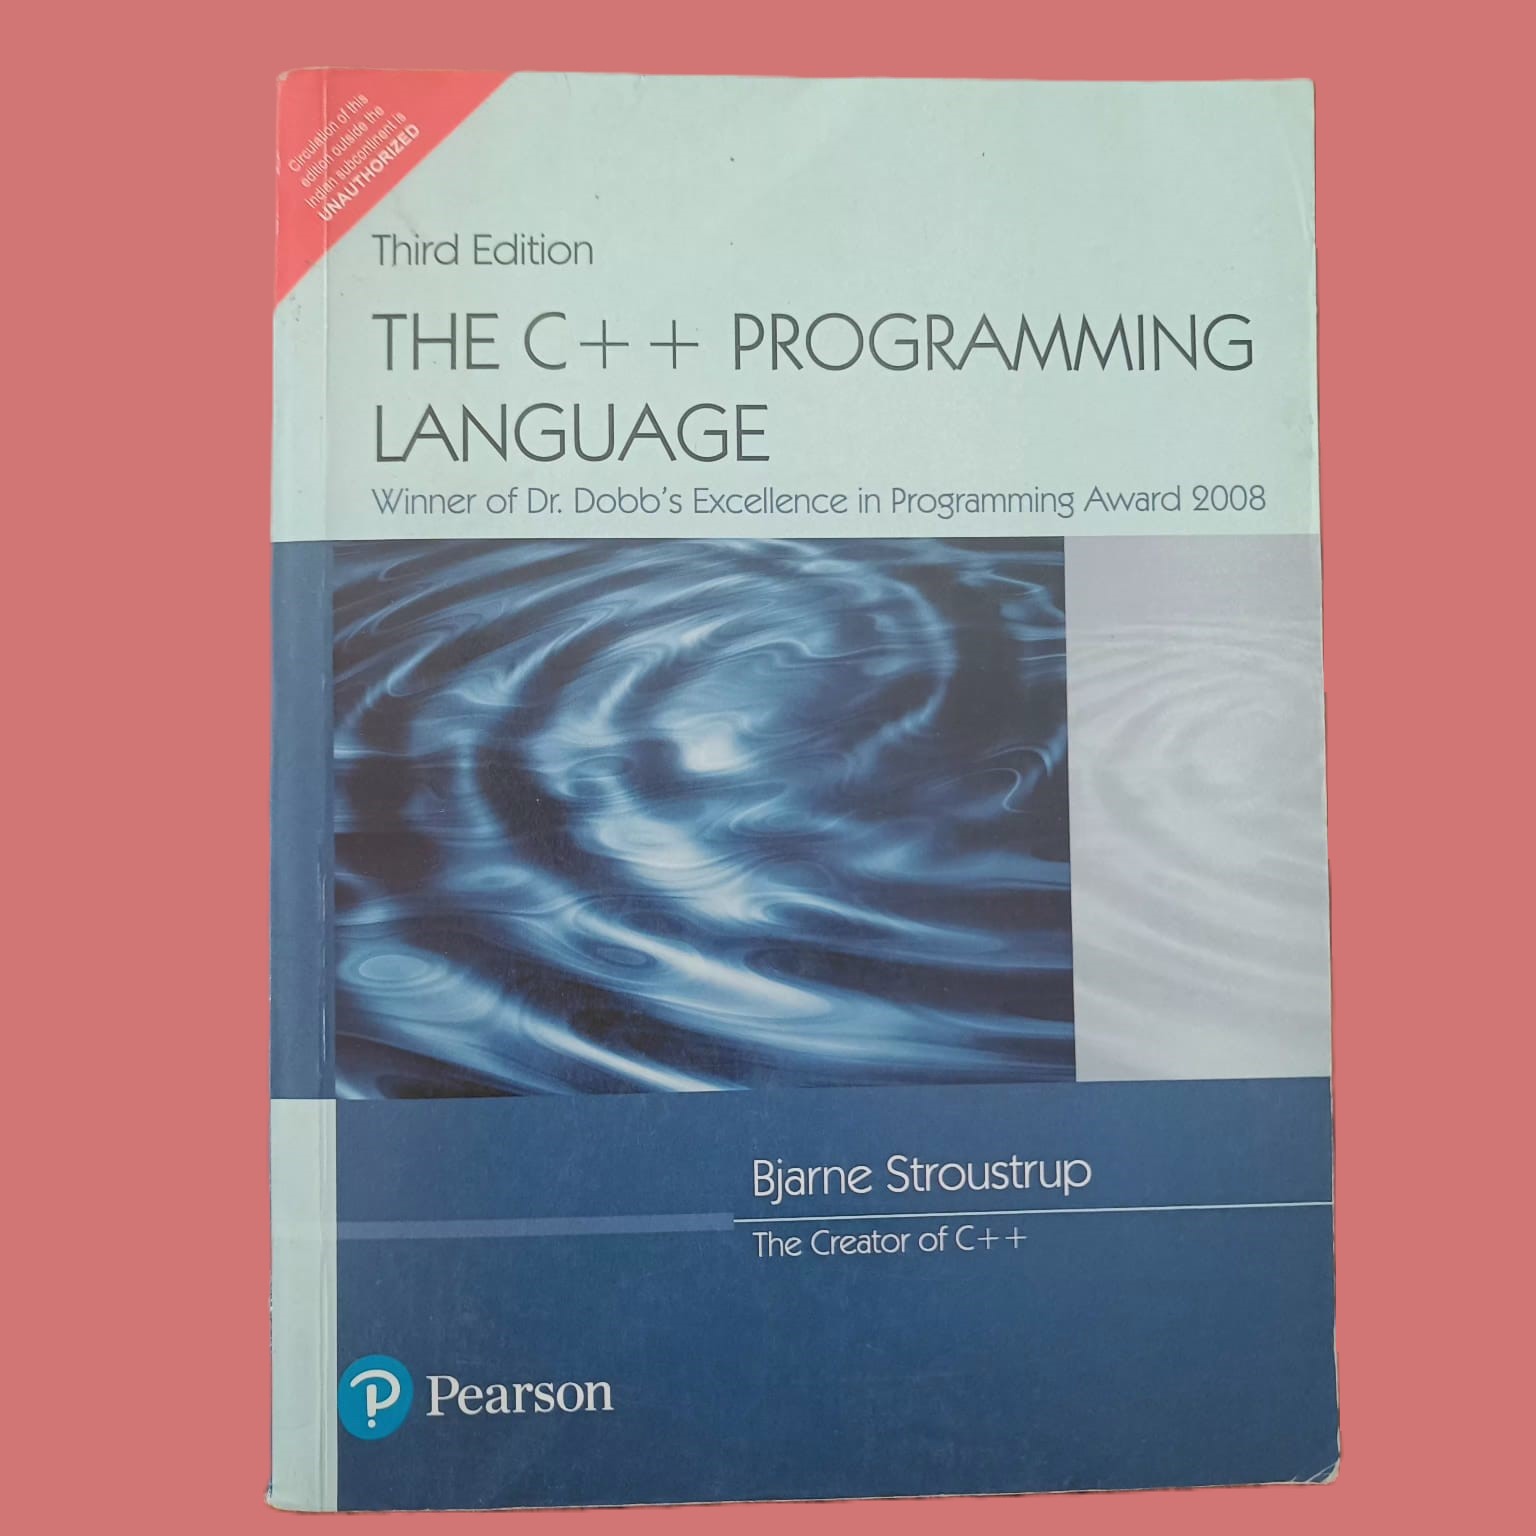 Circulation of this
edition outside the
Indian subcontinent is
UNAUTHORIZED
Third Edition
THE C++ PROGRAMMING
LANGUAGE
Winner of Dr. Dobb's Excellence in Programming Award 2008
Bjarne Stroustrup
The Creator of C++
Pearson